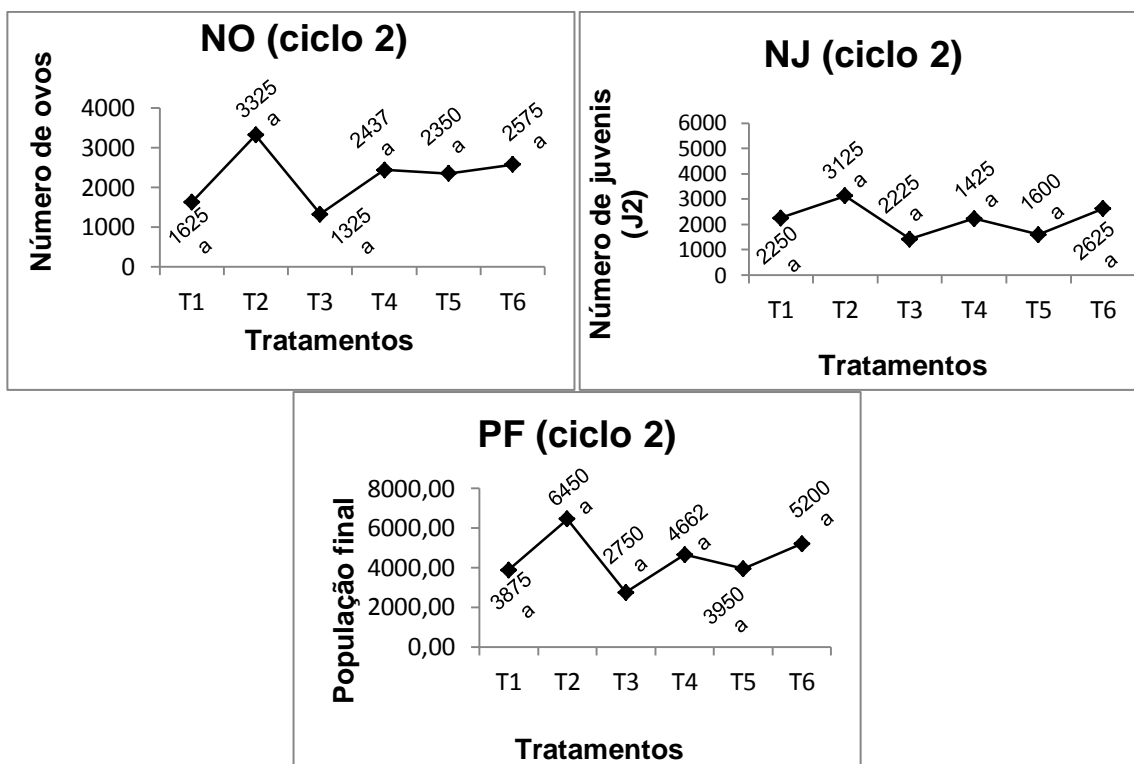 NO (ciclo 2)
Número de ovos
4000
3000
2000
1000
0
1625 a
3325 a
1325 a
2437 a
2350 a
2575 a
T1 T2 T3 T4 T5 T6
Tratamentos
NJ (ciclo 2)
Número de juvenis
(J2)
6000
5000
4000
3000
2000
1000
0
2250 a
3125 a
2225 a
1425 a
1600 a
2625 a
T1 T2 T3 T4 T5 T6
Tratamentos
PF (ciclo 2)
População final
8000,00
6000,00
4000,00
2000,00
0,00
3875 a
6450 a
2750 a
4662 a
3950 a
5200 a
T1 T2 T3 T4 T5 T6
Tratamentos